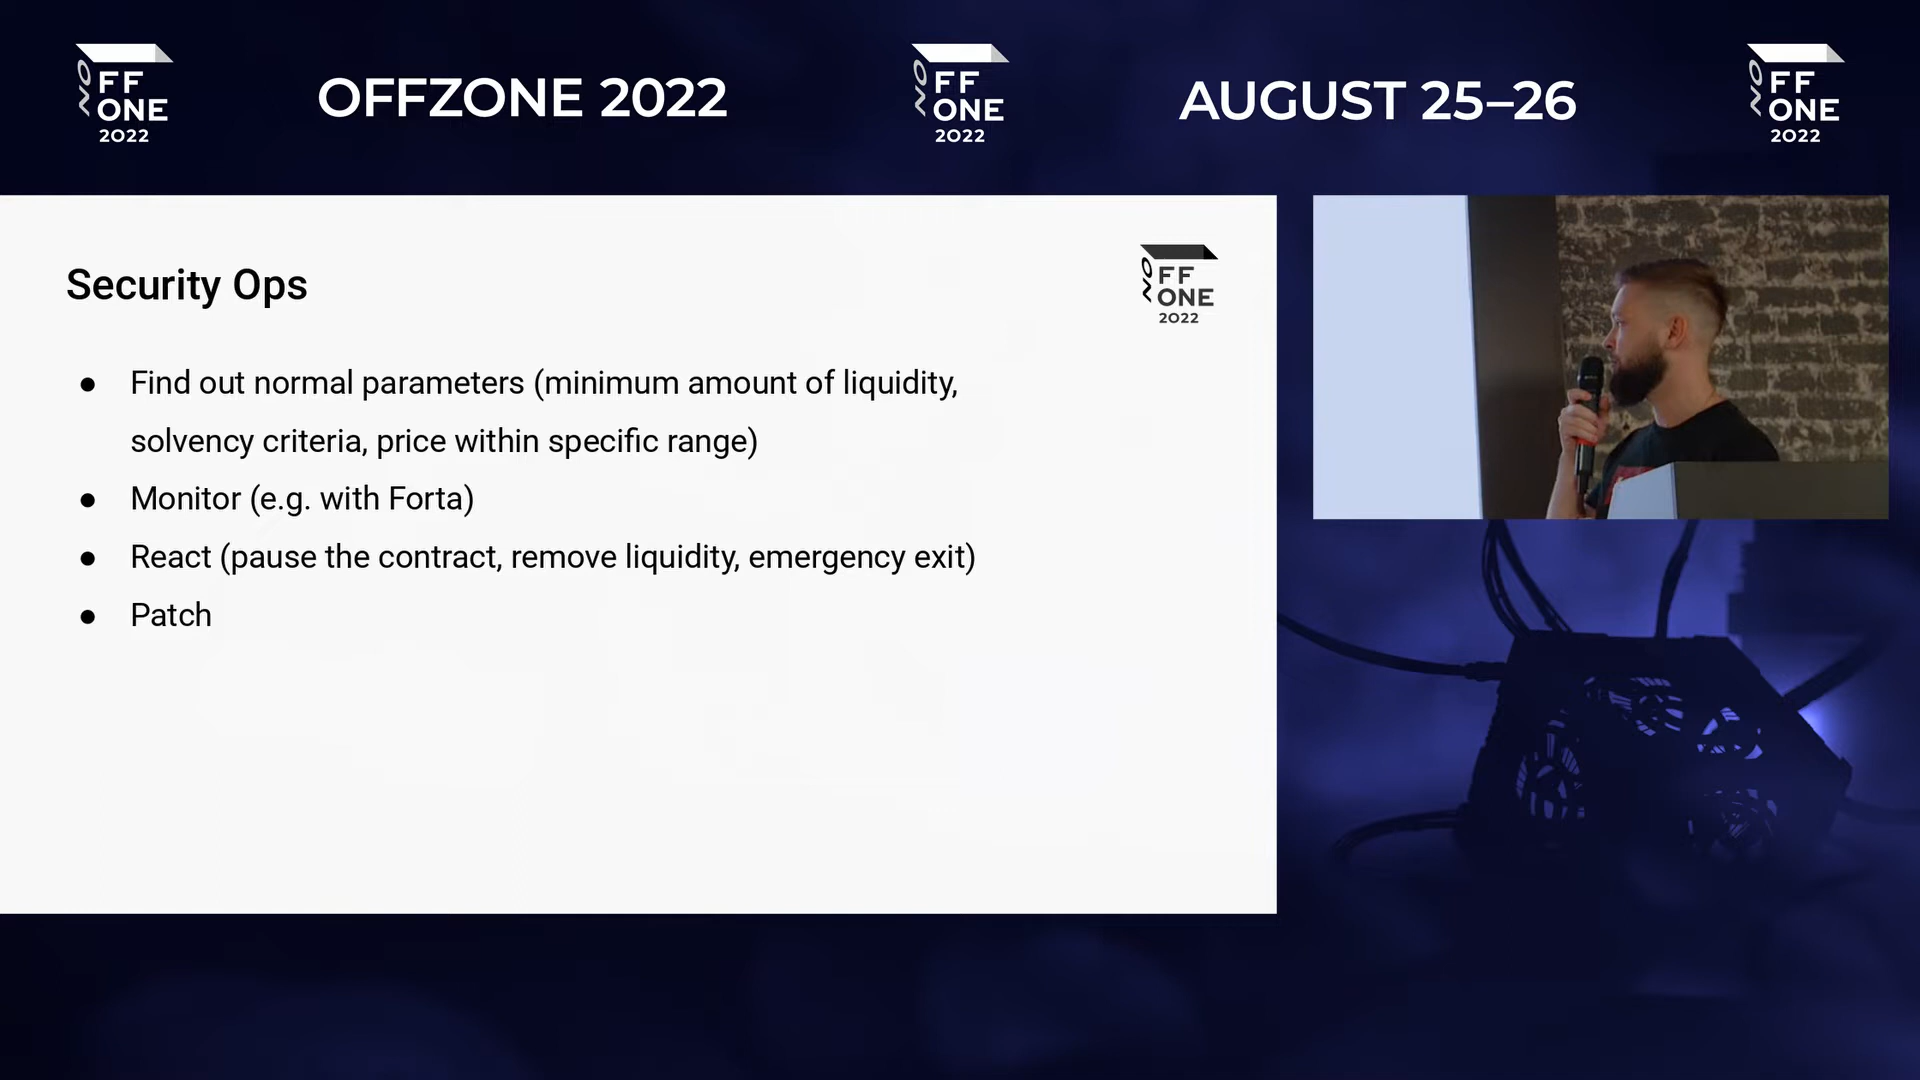 OFF
ZONE
2022
OFFZONE 2022
OFF
ZONE
2022
AUGUST 25–26
OFF
ZONE
2022
Security Ops
OFF
ZONE
2022
● Find out normal parameters (minimum amount of liquidity,
solvency criteria, price within specific range)
● Monitor (e.g. with Forta)
● React (pause the contract, remove liquidity, emergency exit)
● Patch